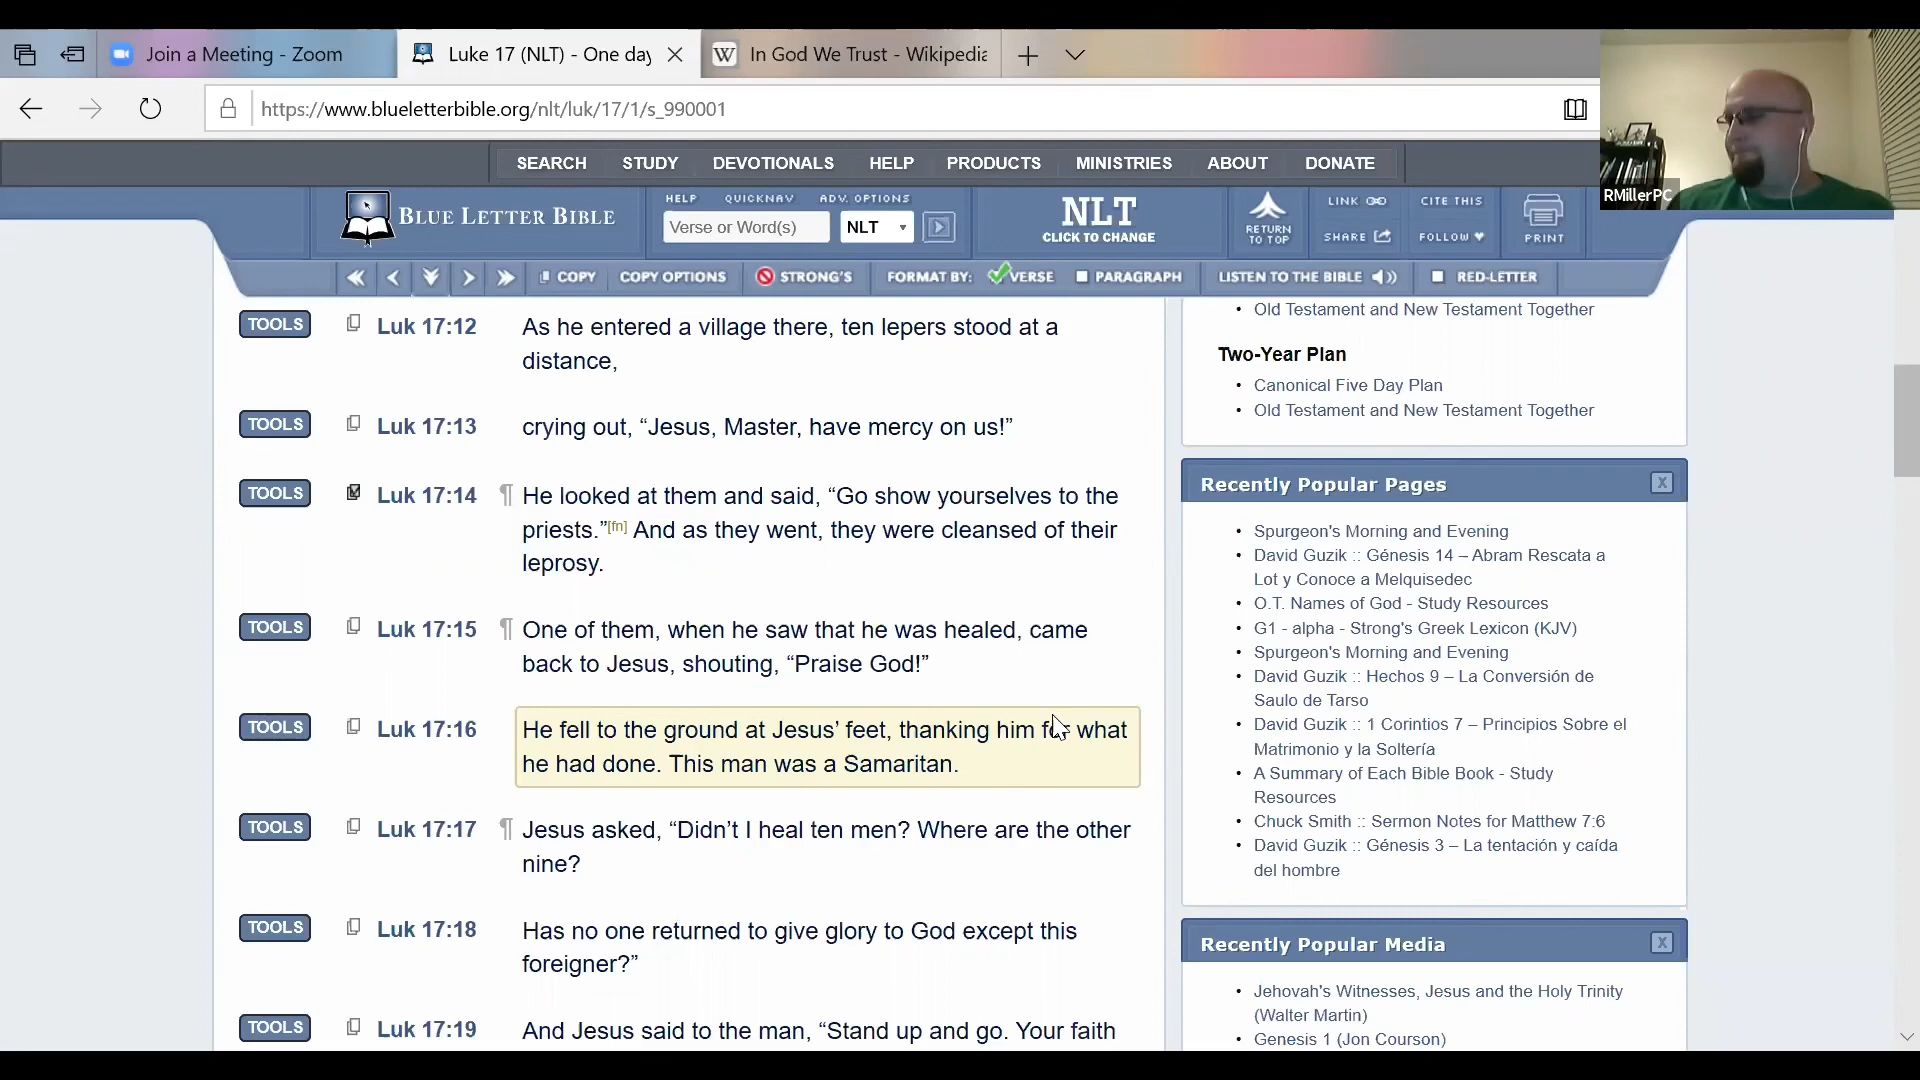 Join a Meeting - Zoom
Luke 17 (NLT) - One day
W In God We Trust - Wikipedia
https://www.blueletterbible.org/nlt/luk/17/1/s_990001
RMillerPC
SEARCH STUDY DEVOTIONALS HELP PRODUCTS MINISTRIES ABOUT DONATE
BLUE LETTER BIBLE
HELP QUICKNAV ADV. OPTIONS
Verse or Word(s) NLT
NLT
CLICK TO CHANGE
RETURN
TO TOP
LINK
SHARE
CITE THIS
FOLLOW
PRINT
COPY COPY OPTIONS STRONG'S FORMAT BY: VERSE PARAGRAPH LISTEN TO THE BIBLE RED-LETTER
TOOLS Luk 17:12 As he entered a village there, ten lepers stood at a
distance,
TOOLS Luk 17:13 crying out, “Jesus, Master, have mercy on us!”
TOOLS Luk 17:14 ¶ He looked at them and said, “Go show yourselves to the
priests.”[fn] And as they went, they were cleansed of their
leprosy.
TOOLS Luk 17:15 ¶ One of them, when he saw that he was healed, came
back to Jesus, shouting, “Praise God!”
TOOLS Luk 17:16 He fell to the ground at Jesus’ feet, thanking him for what
he had done. This man was a Samaritan.
TOOLS Luk 17:17 ¶ Jesus asked, “Didn’t I heal ten men? Where are the other
nine?
TOOLS Luk 17:18 Has no one returned to give glory to God except this
foreigner?”
TOOLS Luk 17:19 And Jesus said to the man, “Stand up and go. Your faith
• Old Testament and New Testament Together
Two-Year Plan
• Canonical Five Day Plan
• Old Testament and New Testament Together
Recently Popular Pages X
• Spurgeon's Morning and Evening
• David Guzik :: Génesis 14 – Abram Rescata a
Lot y Conoce a Melquisedec
• O.T. Names of God - Study Resources
• G1 - alpha - Strong's Greek Lexicon (KJV)
• Spurgeon's Morning and Evening
• David Guzik :: Hechos 9 – La Conversión de
Saulo de Tarso
• David Guzik :: 1 Corintios 7 – Principios Sobre el
Matrimonio y la Soltería
• A Summary of Each Bible Book - Study
Resources
• Chuck Smith :: Sermon Notes for Matthew 7:6
• David Guzik :: Génesis 3 – La tentación y caída
del hombre
Recently Popular Media X
• Jehovah's Witnesses, Jesus and the Holy Trinity
(Walter Martin)
• Genesis 1 (Jon Courson)